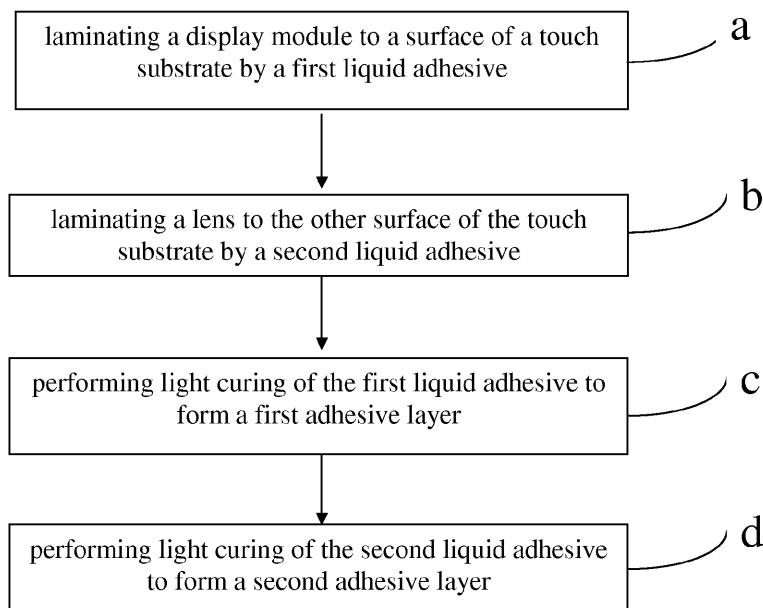 laminating a display module to a surface of a touch
substrate by a first liquid adhesive
a
laminating a lens to the other surface of the touch
substrate by a second liquid adhesive
b
performing light curing of the first liquid adhesive to
form a first adhesive layer
c
performing light curing of the second liquid adhesive
to form a second adhesive layer
d